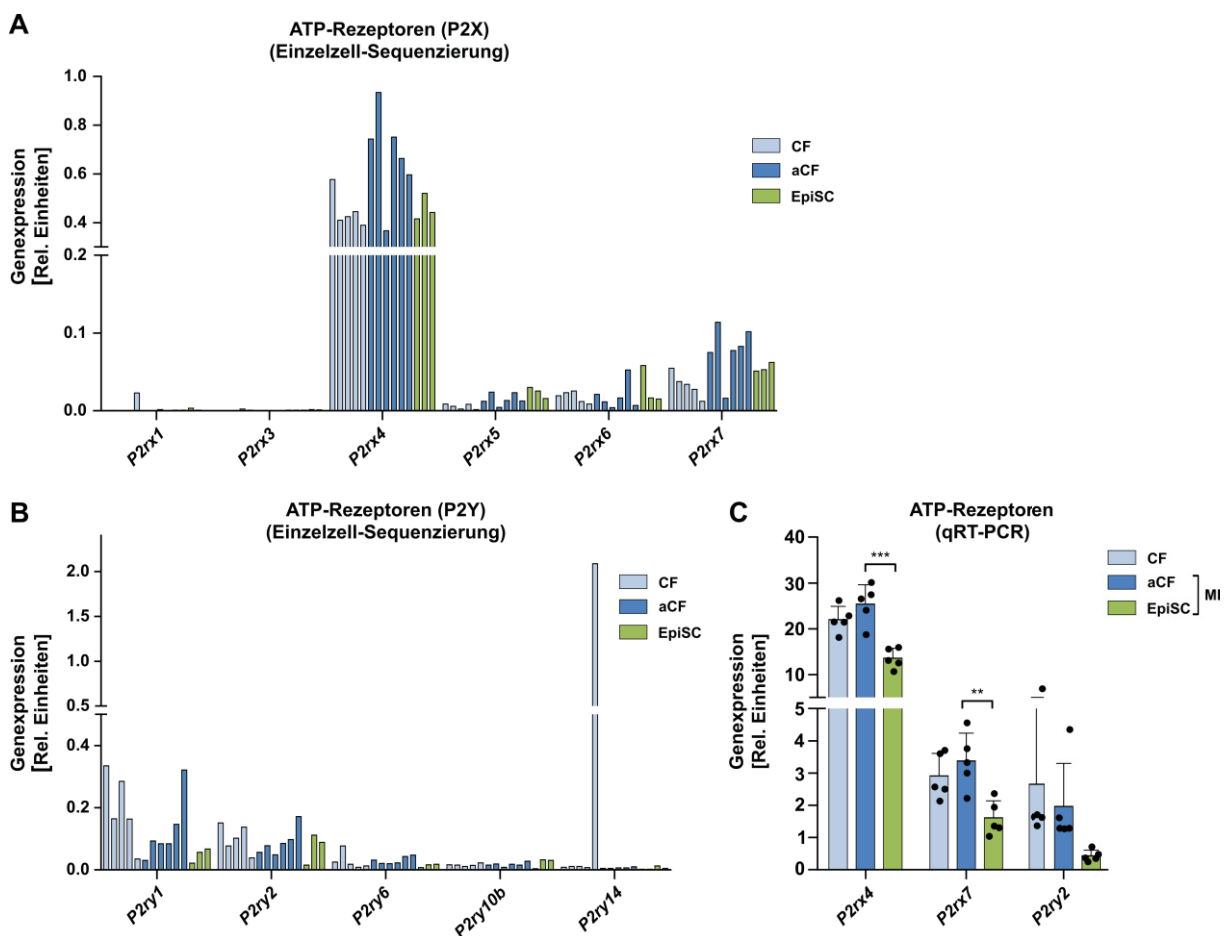 A
ATP-Rezeptoren (P2X)
(Einzelzell-Sequenzierung)
Genexpression
[Rel. Einheiten]
1.0
0.8
0.6
0.4
0.2
0.1
0.0
CF
aCF
EpiSC
P2rx1
P2rx3
P2rx4
P2rx5
P2rx6
P2rx7
B
ATP-Rezeptoren (P2Y)
(Einzelzell-Sequenzierung)
Genexpression
[Rel. Einheiten]
2.0
1.5
1.0
0.5
0.4
0.2
0.0
CF
aCF
EpiSC
P2ry1
P2ry2
P2ry6
P2ry10b
P2ry14
C
ATP-Rezeptoren
(qRT-PCR)
Genexpression
[Rel. Einheiten]
40
30
20
10
5
4
3
2
1
0
***
**
CF
aCF
EpiSC
MI
P2rx4
P2rx7
P2ry2